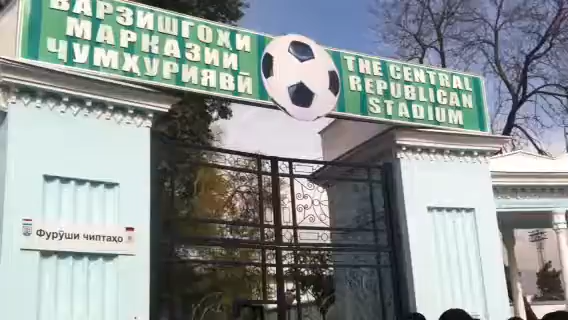 ВАРЗИШГОҲИ
МАРКАЗИИ
ҶУМҲУРИЯВӢ
THE CENTRAL
REPUBLICAN
STADIUM
Фурӯши чиптаҳо